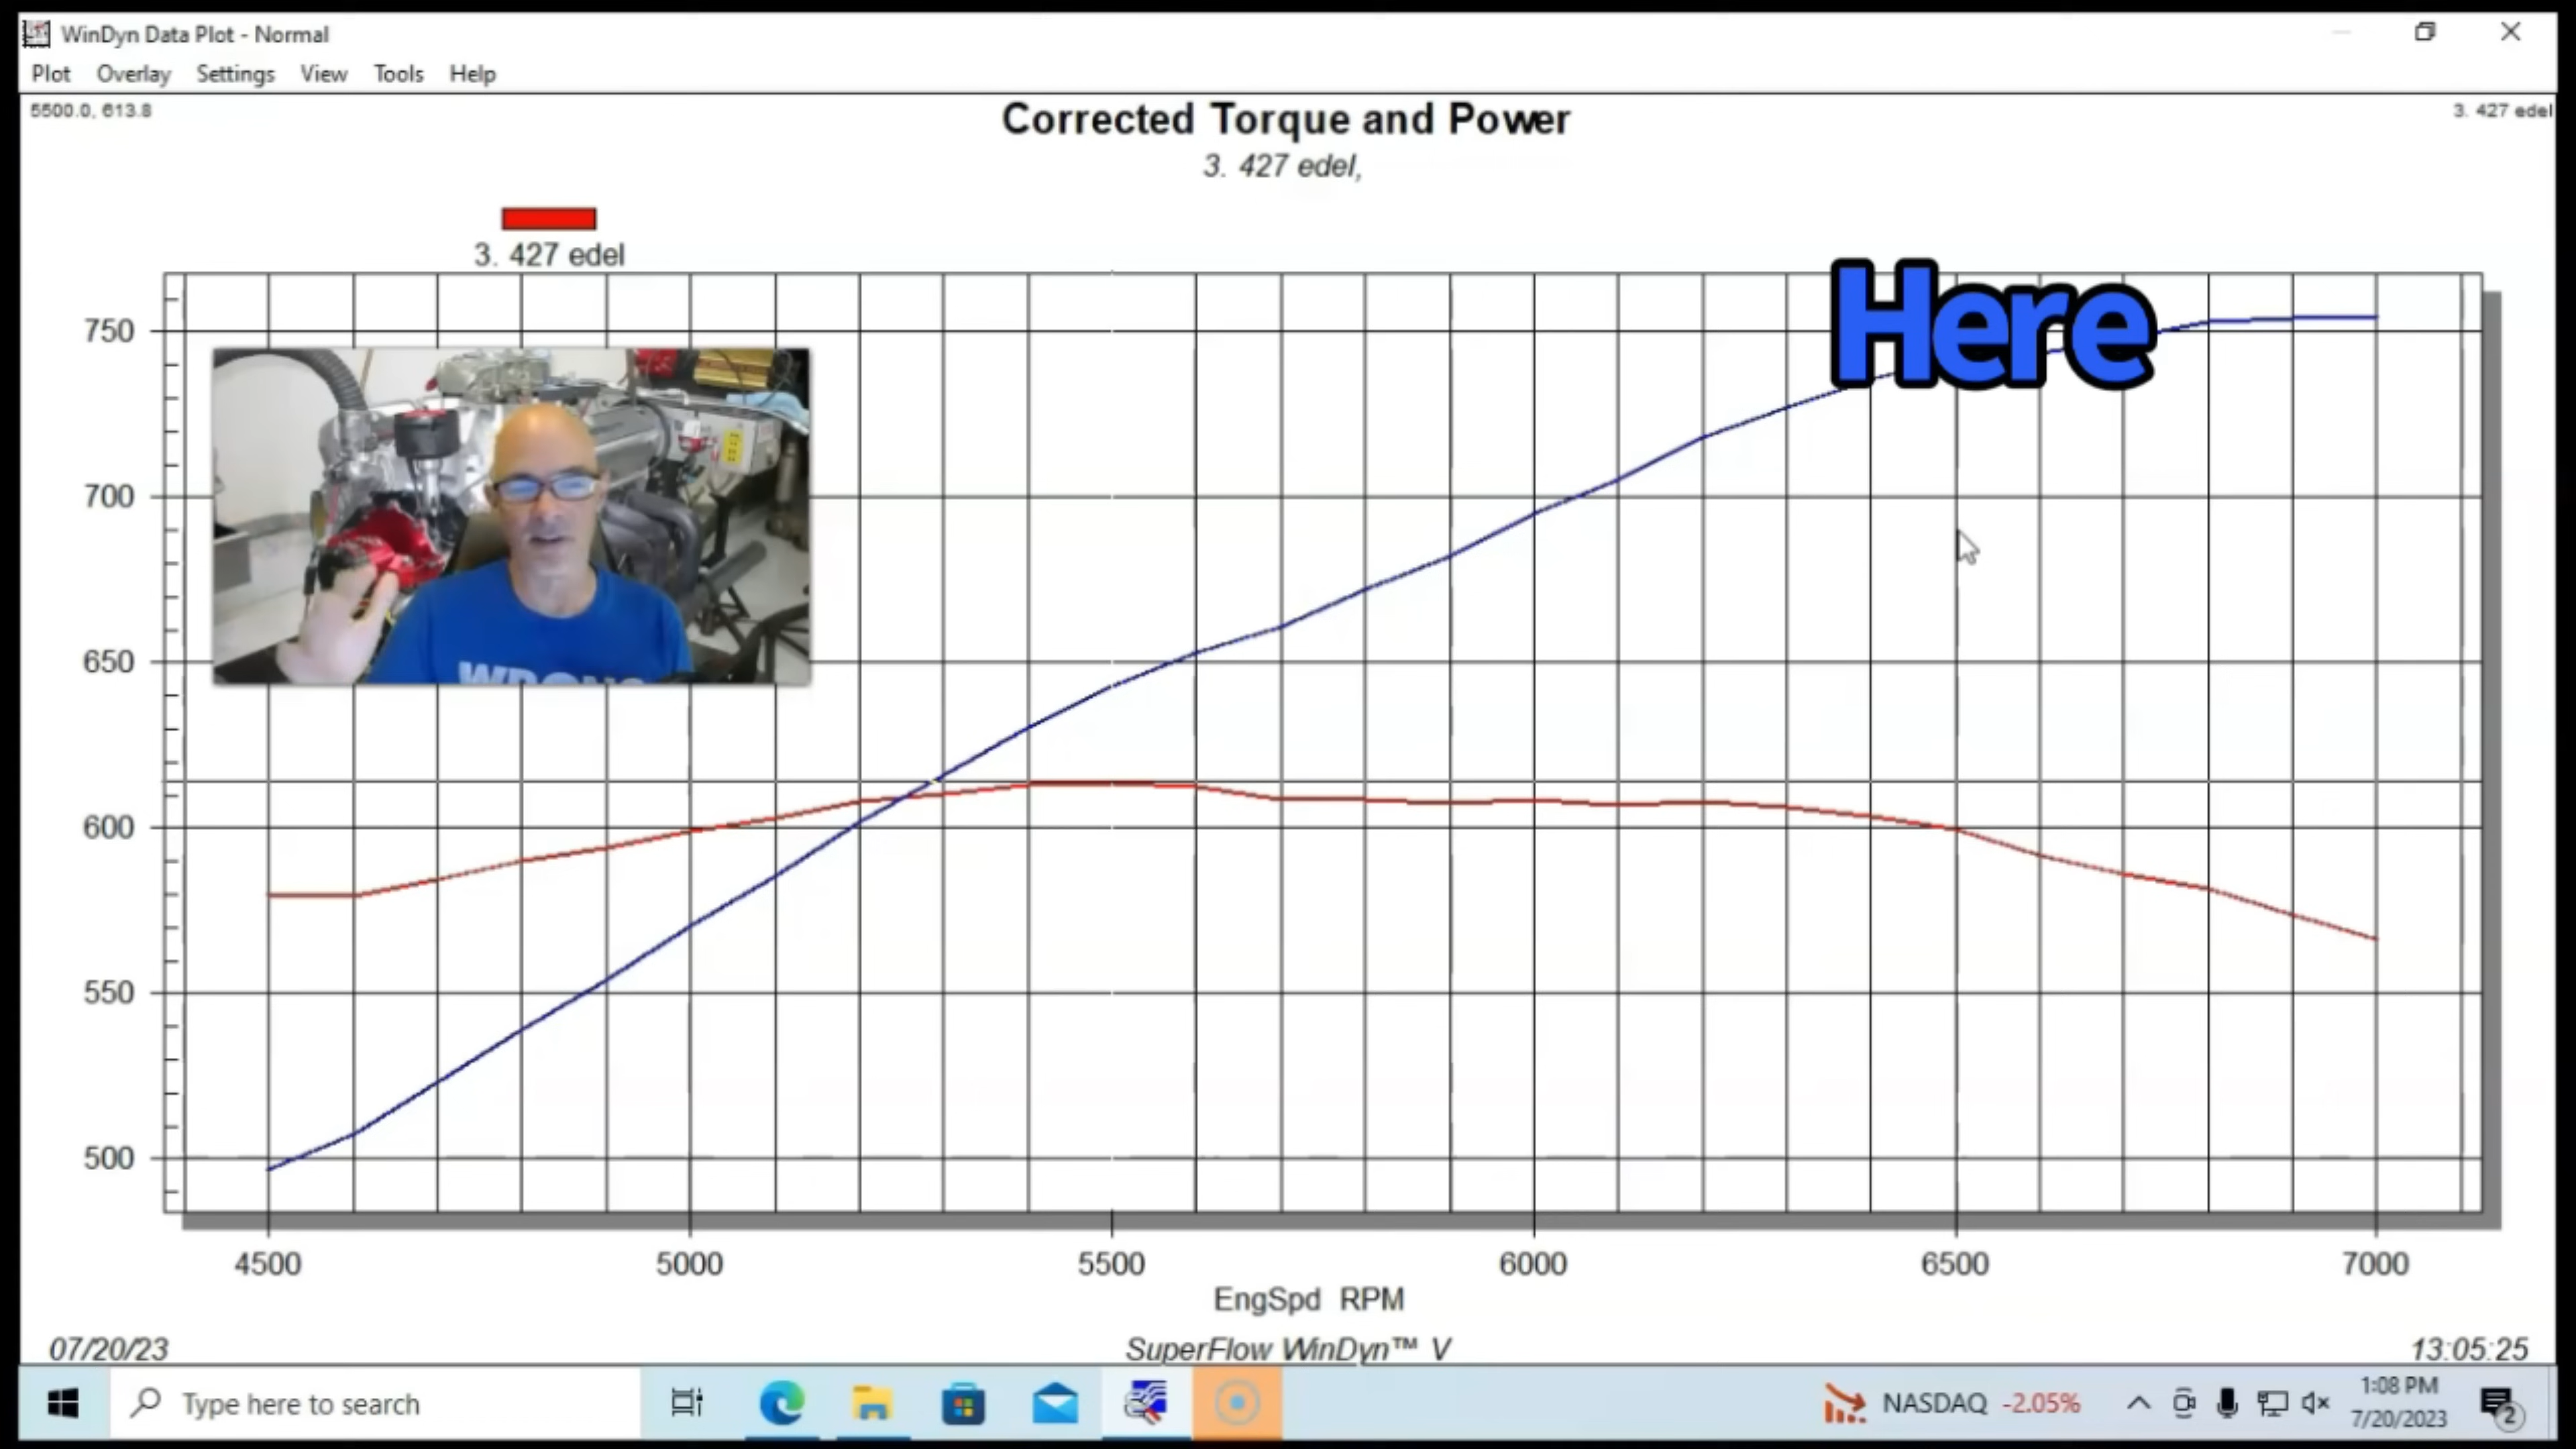 WinDyn Data Plot - Normal
Plot Overlay Settings View Tools Help
5500.0, 613.8
3. 427 edel
Corrected Torque and Power
3. 427 edel,
3. 427 edel
Here
750
700
650
600
550
500
4500 5000 5500 6000 6500 7000
EngSpd RPM
07/20/23 SuperFlow WinDyn™ V 13:05:25
Type here to search
NASDAQ -2.05%
1:08 PM
7/20/2023
2